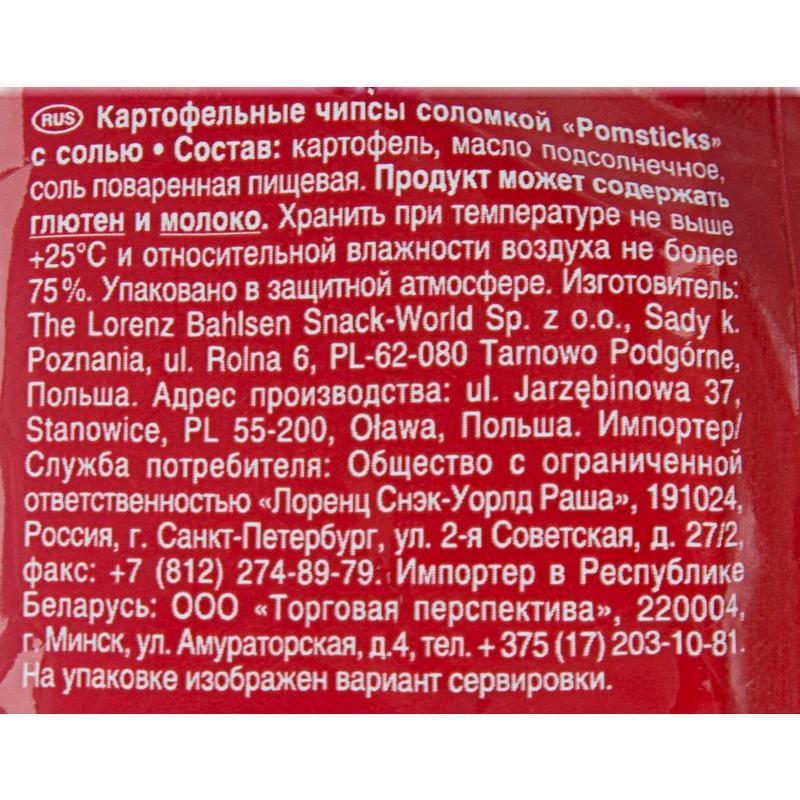 RUS Картофельные чипсы соломкой «Pomsticks»
с солью • Состав: картофель, масло подсолнечное,
соль поваренная пищевая. Продукт может содержать
глютен и молоко. Хранить при температуре не выше
+25°C и относительной влажности воздуха не более
75%. Упаковано в защитной атмосфере. Изготовитель:
The Lorenz Bahlsen Snack-World Sp. z o.o., Sady k.
Poznania, ul. Rolna 6, PL-62-080 Tarnowo Podgórne,
Польша. Адрес производства: ul. Jarzębinowa 37,
Stanowice, PL 55-200, Oława, Польша. Импортер/
Служба потребителя: Общество с ограниченной
ответственностью «Лоренц Снэк-Уорлд Раша», 191024,
Россия, г. Санкт-Петербург, ул. 2-я Советская, д. 27/2,
факс: +7 (812) 274-89-79. Импортер в Республике
Беларусь: ООО «Торговая перспектива», 220004,
г. Минск, ул. Амураторская, д.4, тел. + 375 (17) 203-10-81.
На упаковке изображен вариант сервировки.